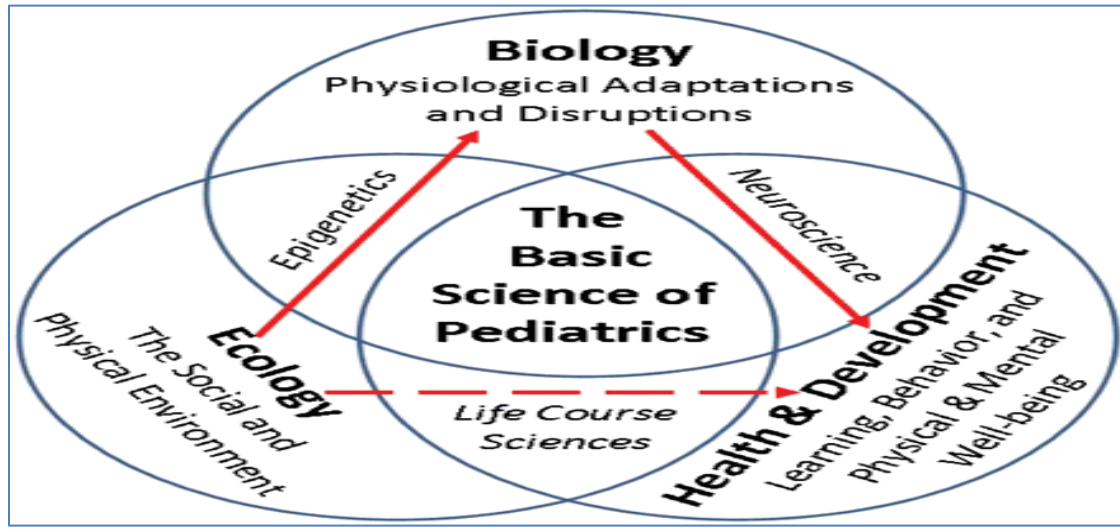 Biology
Physiological Adaptations
and Disruptions
Epigenetics
Neuroscience
The
Basic
Science of
Pediatrics
Ecology
The Social and
Physical Environment
Life Course
Sciences
Health & Development
Learning, Behavior, and
Physical & Mental
Well-being